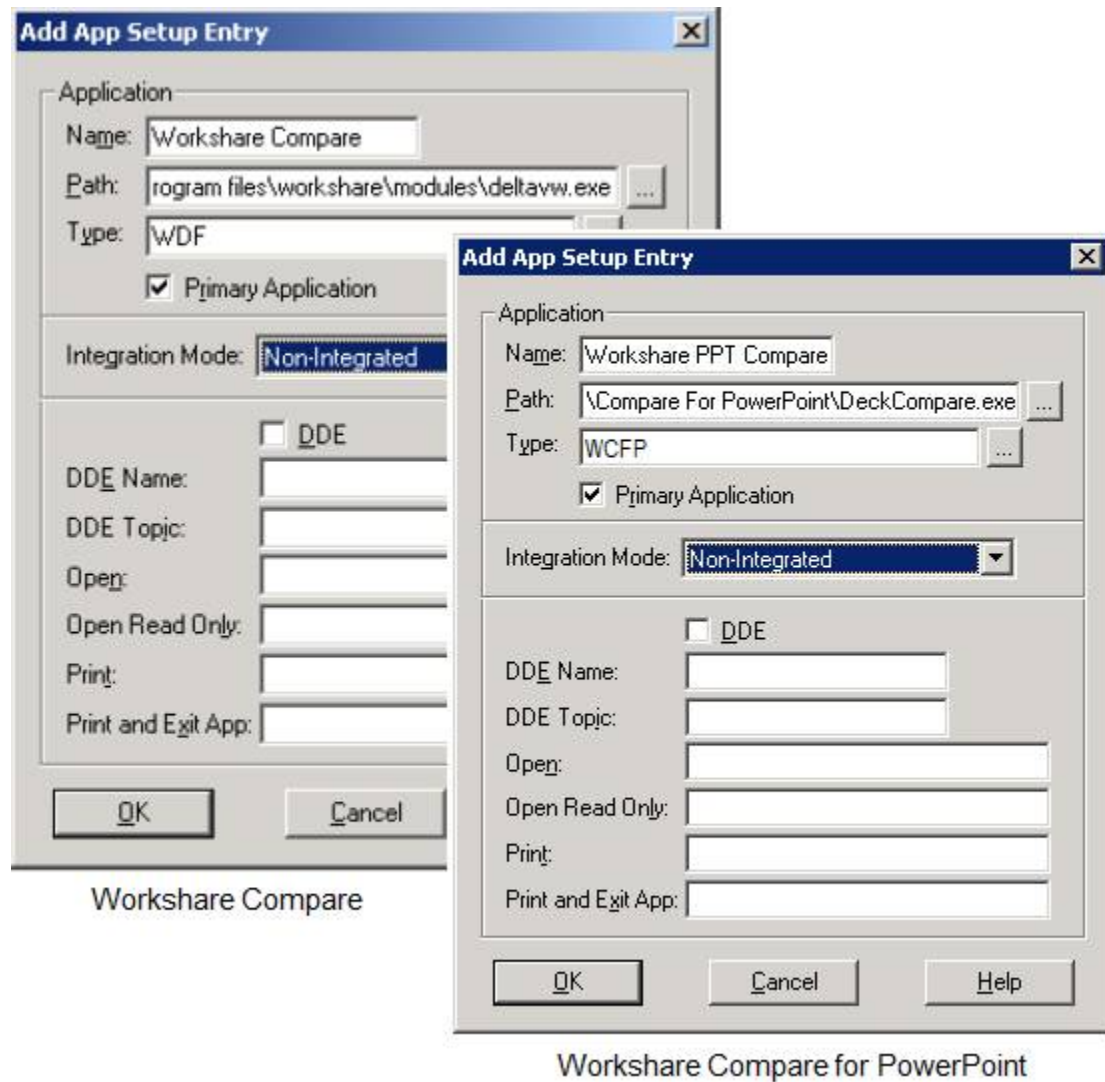 Add App Setup Entry
Application
Name: Workshare Compare
Path: rogram files\workshare\modules\deltavw.exe ...
Type: WDF
Primary Application
Integration Mode: Non-Integrated
DDE
DDE Name:
DDE Topic:
Open:
Open Read Only:
Print:
Print and Exit App:
OK Cancel
Workshare Compare
Add App Setup Entry
Application
Name: Workshare PPT Compare
Path: \Compare For PowerPoint\DeckCompare.exe ...
Type: WCFP ...
Primary Application
Integration Mode: Non-Integrated
DDE
DDE Name:
DDE Topic:
Open:
Open Read Only:
Print:
Print and Exit App:
OK Cancel Help
Workshare Compare for PowerPoint